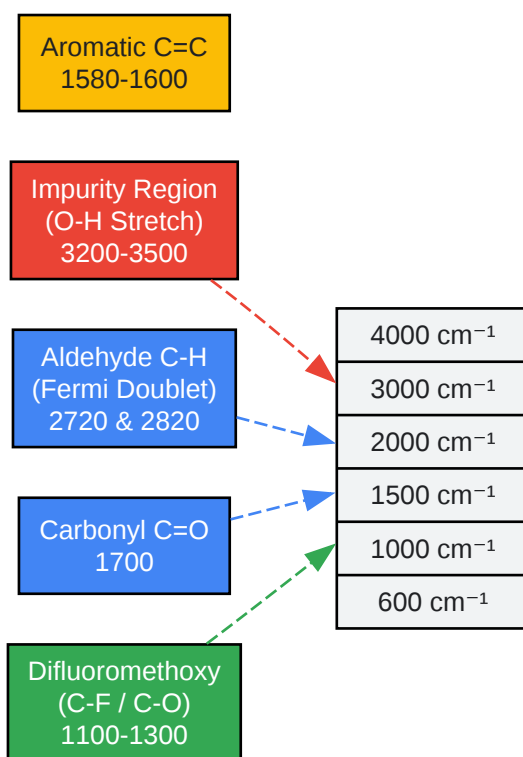 Aromatic C=C
1580-1600
Impurity Region
(O-H Stretch)
3200-3500
Aldehyde C-H
(Fermi Doublet)
2720 & 2820
Carbonyl C=O
1700
Difluoromethoxy
(C-F / C-O)
1100-1300
4000 cm⁻¹
3000 cm⁻¹
2000 cm⁻¹
1500 cm⁻¹
1000 cm⁻¹
600 cm⁻¹